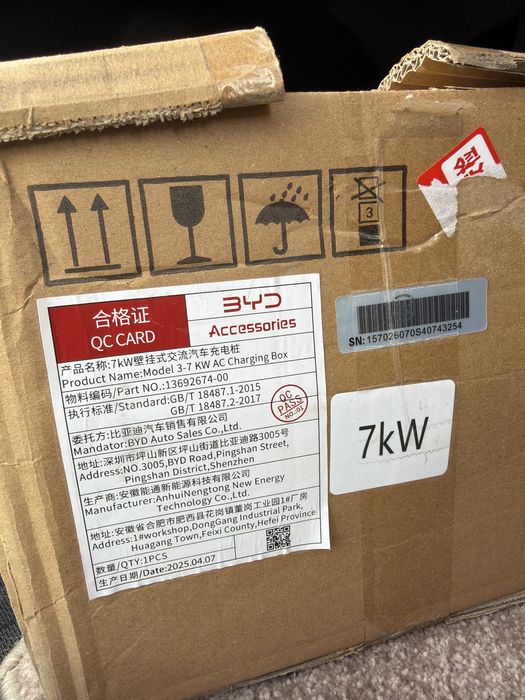 3
合格证
QC CARD
BYD
Accessories
产品名称:7kW壁挂式交流汽车充电桩
Product Name:Model 3-7 KW AC Charging Box
物料编码/Part NO.:13692674-00
执行标准/Standard:GB/T 18487.1-2015
GB/T 18487.2-2017
委托方:比亚迪汽车销售有限公司
Mandator:BYD Auto Sales Co.,Ltd.
地址:深圳市坪山新区坪山街道比亚迪路3005号
Address:NO.3005,BYD Road,Pingshan Street,
Pingshan District,Shenzhen
生产商:安徽能通新能源科技有限公司
Manufacturer:AnhuiNengtong New Energy
Technology Co.,Ltd.
地址:安徽省合肥市肥西县花岗镇董岗工业园1#厂房
Address:1#workshop,DongGang Industrial Park,
Huagang Town,Feixi County,Hefei Province
数量/QTY:1PCS
生产日期/Date:2025.04.07
QC
PASS
NO.:01
SN:157026070S40743254
7kW